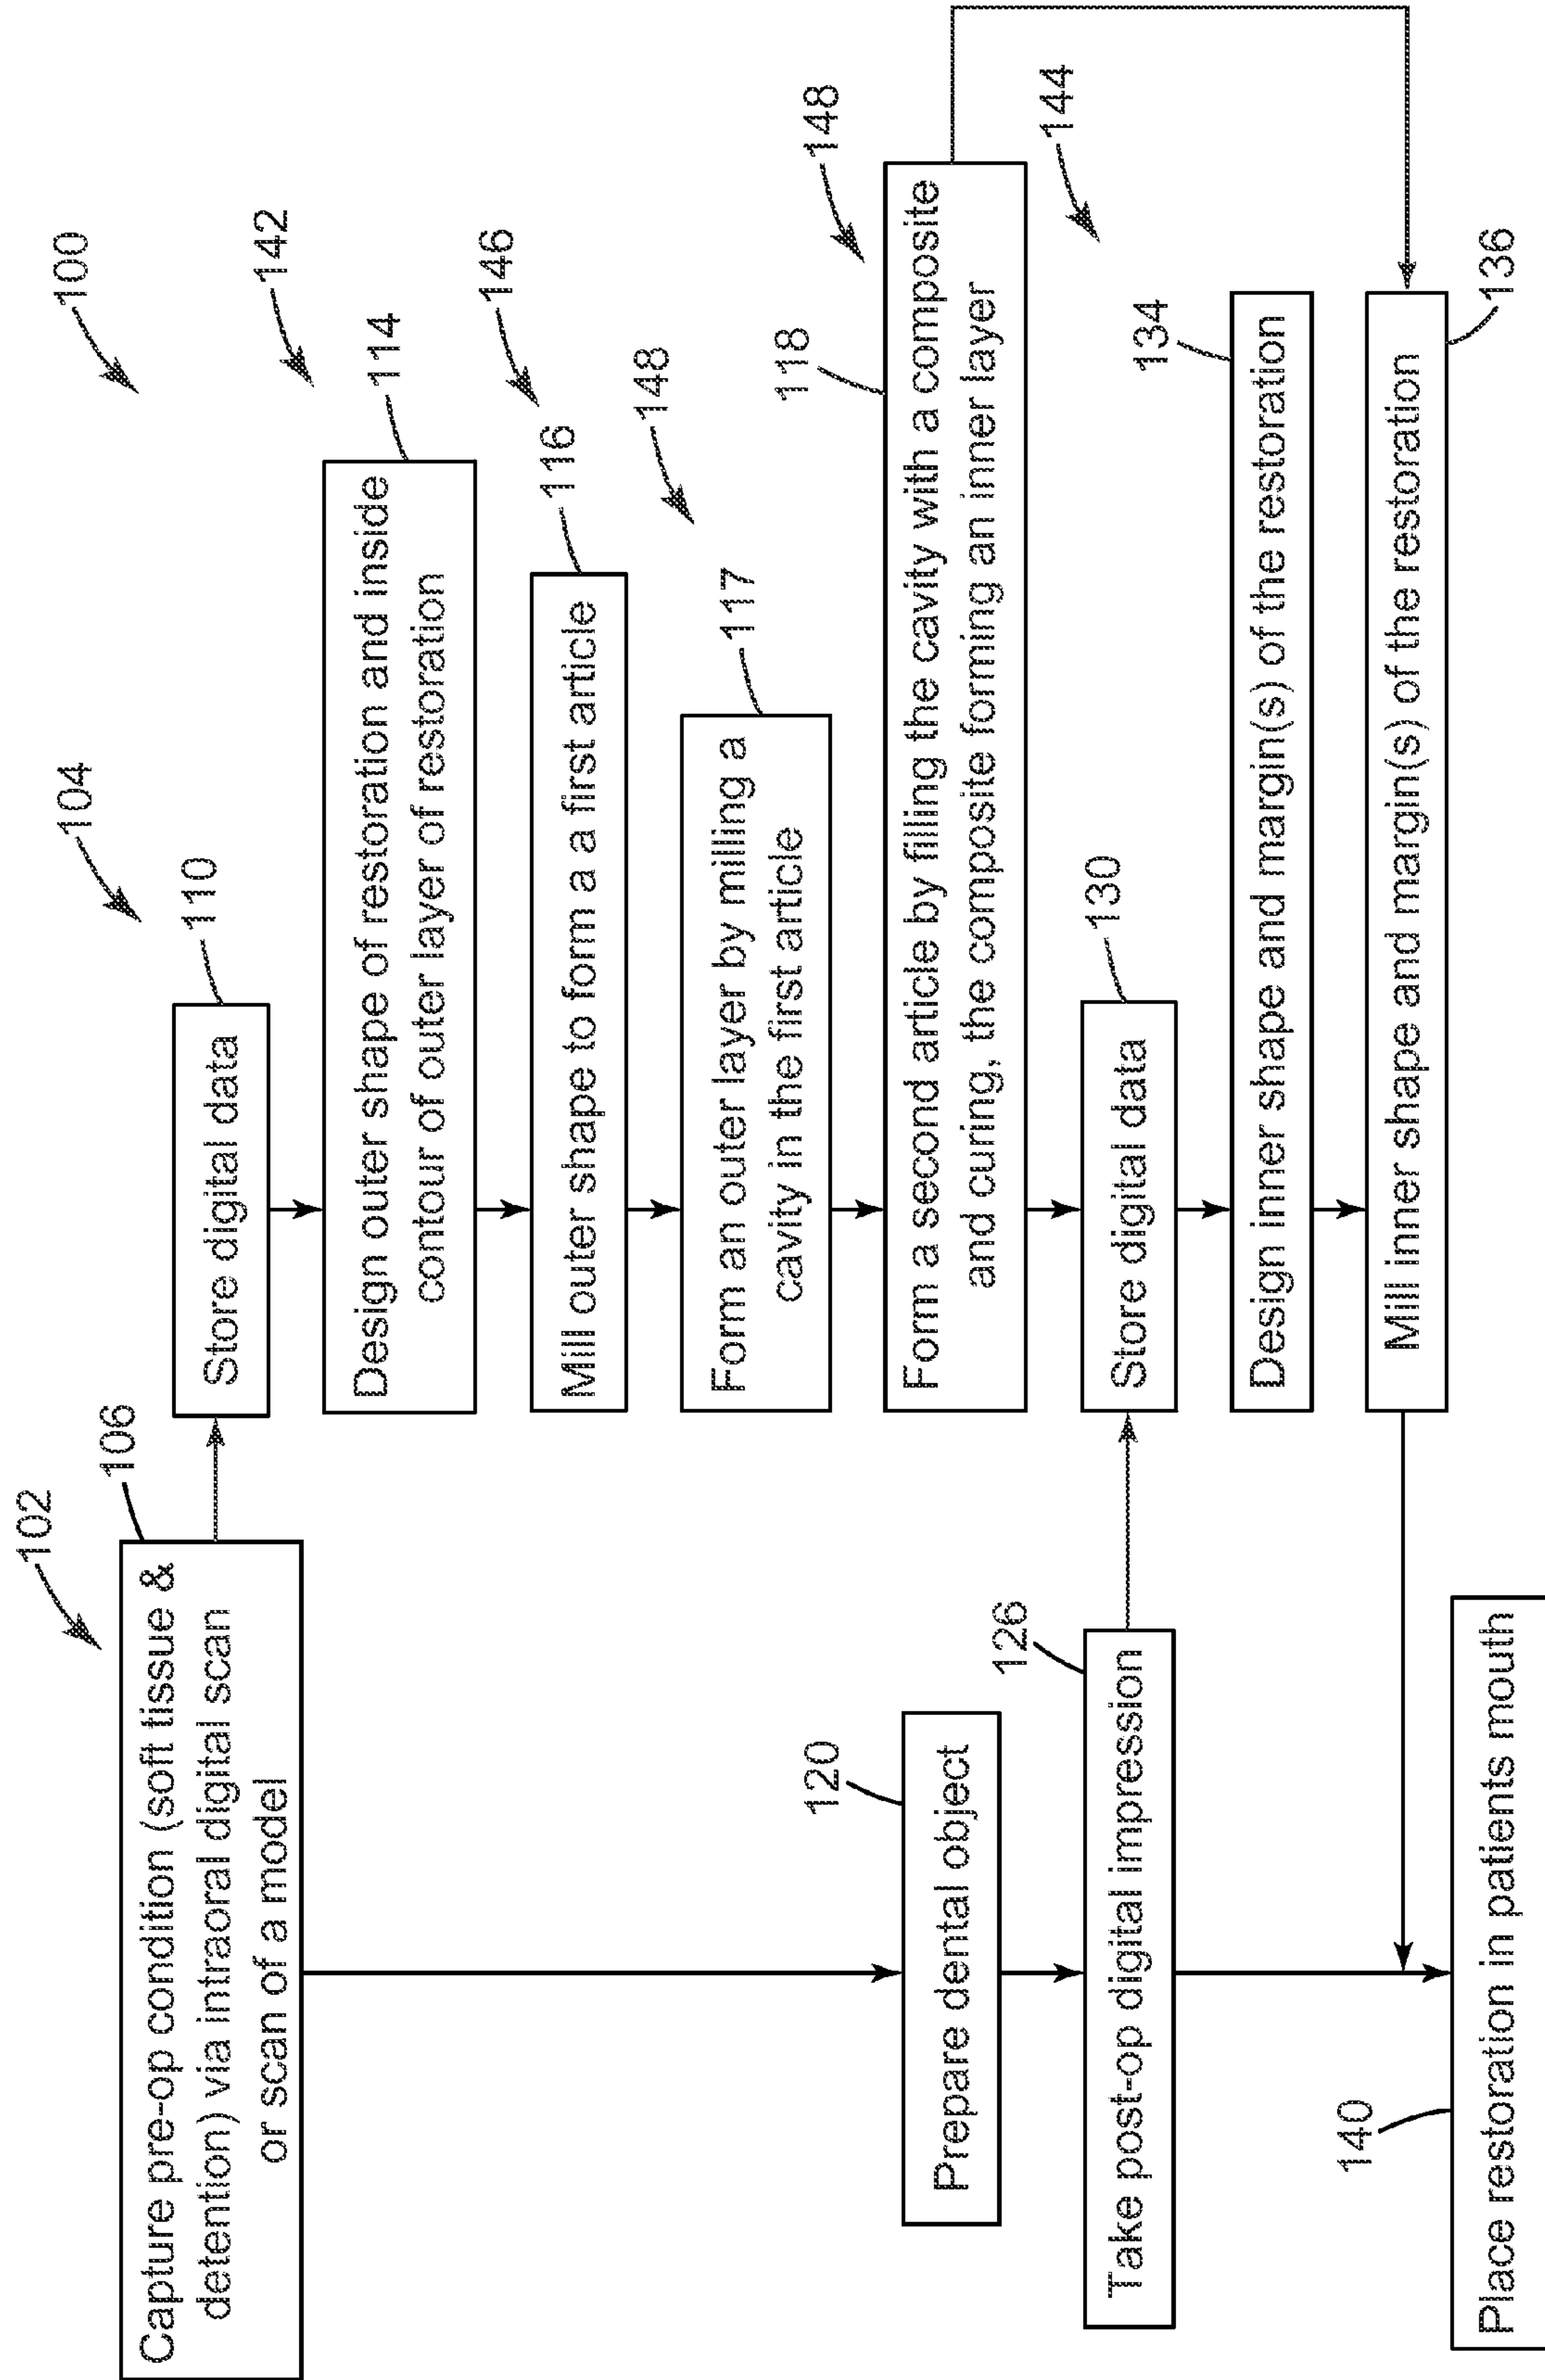 100
102
104
106
Capture pre-op condition (soft tissue &
detention) via intraoral digital scan
or scan of a model
110
Store digital data
142
114
Design outer shape of restoration and inside
contour of outer layer of restoration
146
116
Mill outer shape to form a a first article
148
117
Form an outer layer by milling a
cavity in the first article
148
118
Form a second article by filling the cavity with a composite
and curing, the composite forming an inner layer
120
Prepare dental object
126
Take post-op digital impression
130
Store digital data
144
134
Design inner shape and margin(s) of the restoration
Mill inner shape and margin(s) of the restoration
136
140
Place restoration in patients mouth